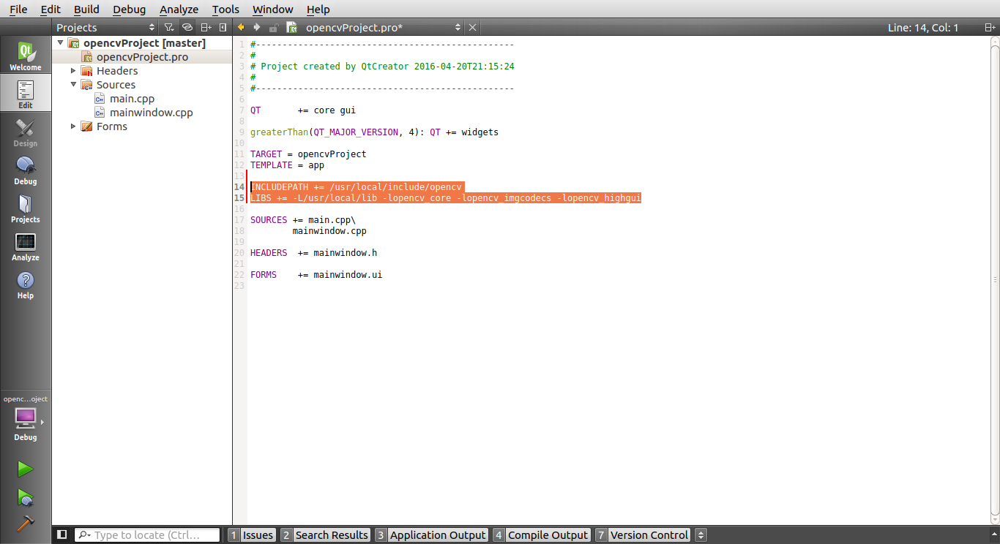 File Edit Build Debug Analyze Tools Window Help
Projects
opencvProject.pro*
Line: 14, Col: 1
Welcome
Edit
Design
Debug
Projects
Analyze
Help
openc...oject
Debug
opencvProject [master]
opencvProject.pro
Headers
Sources
main.cpp
mainwindow.cpp
Forms
1 #-------------------------------------------------
2 #
3 # Project created by QtCreator 2016-04-20T21:15:24
4 #
5 #-------------------------------------------------
6
7 QT       += core gui
8
9 greaterThan(QT_MAJOR_VERSION, 4): QT += widgets
10
11 TARGET = opencvProject
12 TEMPLATE = app
13
14 INCLUDEPATH += /usr/local/include/opencv
15 LIBS += -L/usr/local/lib -lopencv_core -lopencv_imgcodecs -lopencv_highgui
16
17 SOURCES += main.cpp\
18         mainwindow.cpp
19
20 HEADERS  += mainwindow.h
21
22 FORMS    += mainwindow.ui
23
Type to locate (Ctrl...
1 Issues
2 Search Results
3 Application Output
4 Compile Output
7 Version Control